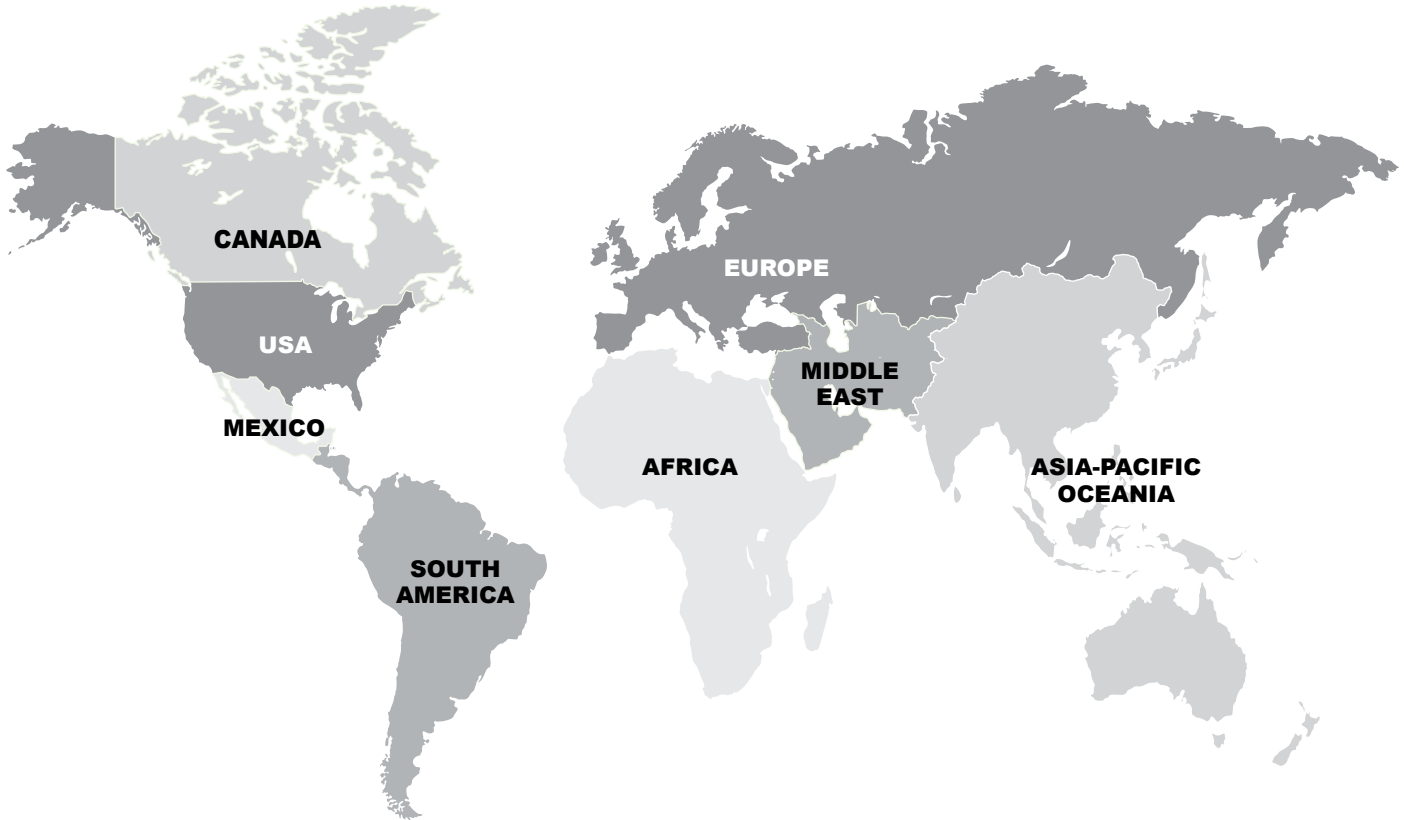 CANADA
EUROPE
USA
MIDDLE
EAST
MEXICO
AFRICA
ASIA-PACIFIC
OCEANIA
SOUTH
AMERICA